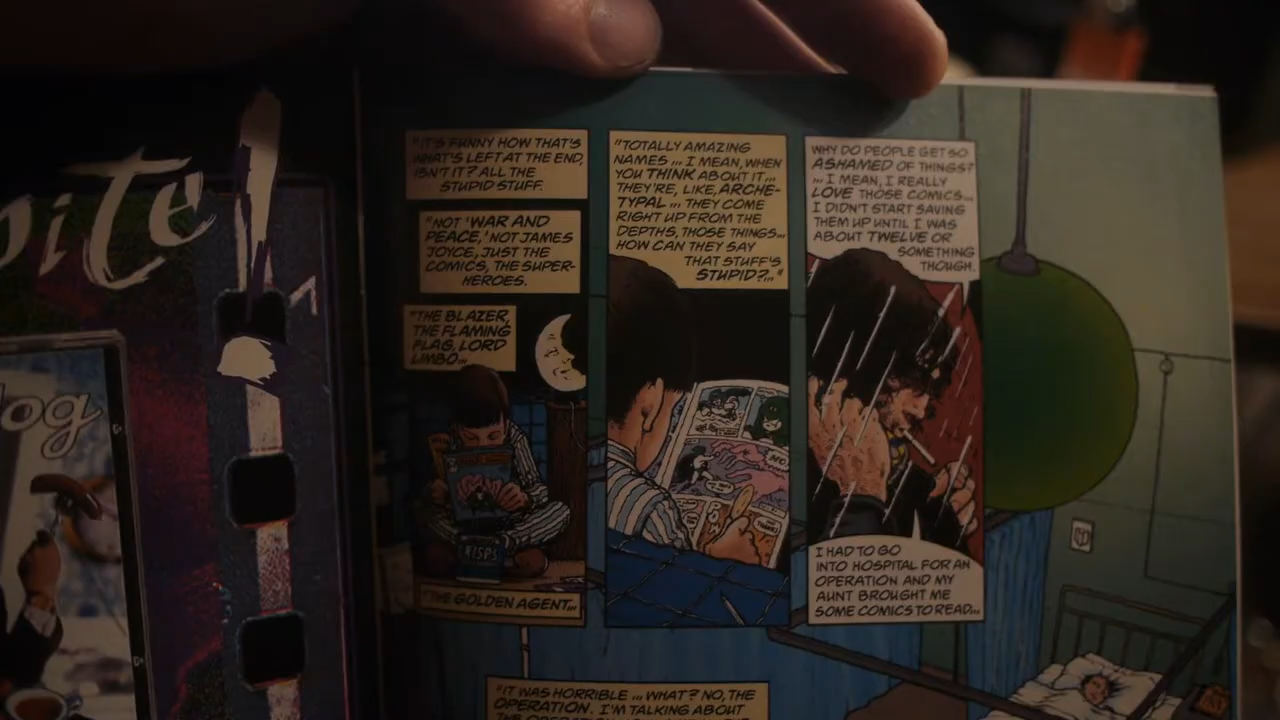 pite!
og
"IT'S FUNNY HOW THAT'S
WHAT'S LEFT AT THE END,
ISN'T IT? ALL THE
STUPID STUFF.
"NOT 'WAR AND
PEACE,' NOT JAMES
JOYCE, JUST THE
COMICS, THE SUPER-
HEROES.
"THE BLAZER,
THE FLAMING
FLAG, LORD
LIMBO...
CRISPS
"THE GOLDEN AGENT...
"TOTALLY AMAZING
NAMES ... I MEAN, WHEN
YOU THINK ABOUT IT...
THEY'RE, LIKE, ARCHE-
TYPAL ... THEY COME
RIGHT UP FROM THE
DEPTHS, THOSE THINGS...
HOW CAN THEY SAY
THAT STUFF'S
STUPID?..."
WHY DO PEOPLE GET SO
ASHAMED OF THINGS?
... I MEAN, I REALLY
LOVE THOSE COMICS...
I DIDN'T START SAVING
THEM UP UNTIL I WAS
ABOUT TWELVE OR
SOMETHING
THOUGH.
I HAD TO GO
INTO HOSPITAL FOR AN
OPERATION AND MY
AUNT BROUGHT ME
SOME COMICS TO READ...
"IT WAS HORRIBLE ... WHAT? NO, THE
OPERATION. I'M TALKING ABOUT